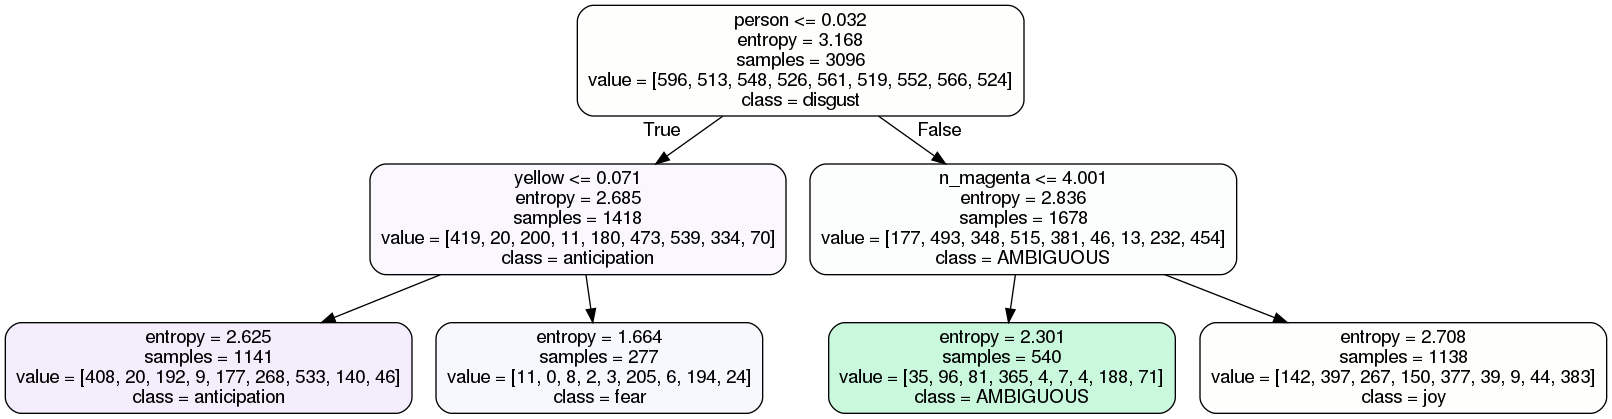 person <= 0.032
entropy = 3.168
samples = 3096
value = [596, 513, 548, 526, 561, 519, 552, 566, 524]
class = disgust
True
False
yellow <= 0.071
entropy = 2.685
samples = 1418
value = [419, 20, 200, 11, 180, 473, 539, 334, 70]
class = anticipation
n_magenta <= 4.001
entropy = 2.836
samples = 1678
value = [177, 493, 348, 515, 381, 46, 13, 232, 454]
class = AMBIGUOUS
entropy = 2.625
samples = 1141
value = [408, 20, 192, 9, 177, 268, 533, 140, 46]
class = anticipation
entropy = 1.664
samples = 277
value = [11, 0, 8, 2, 3, 205, 6, 194, 24]
class = fear
entropy = 2.301
samples = 540
value = [35, 96, 81, 365, 4, 7, 4, 188, 71]
class = AMBIGUOUS
entropy = 2.708
samples = 1138
value = [142, 397, 267, 150, 377, 39, 9, 44, 383]
class = joy